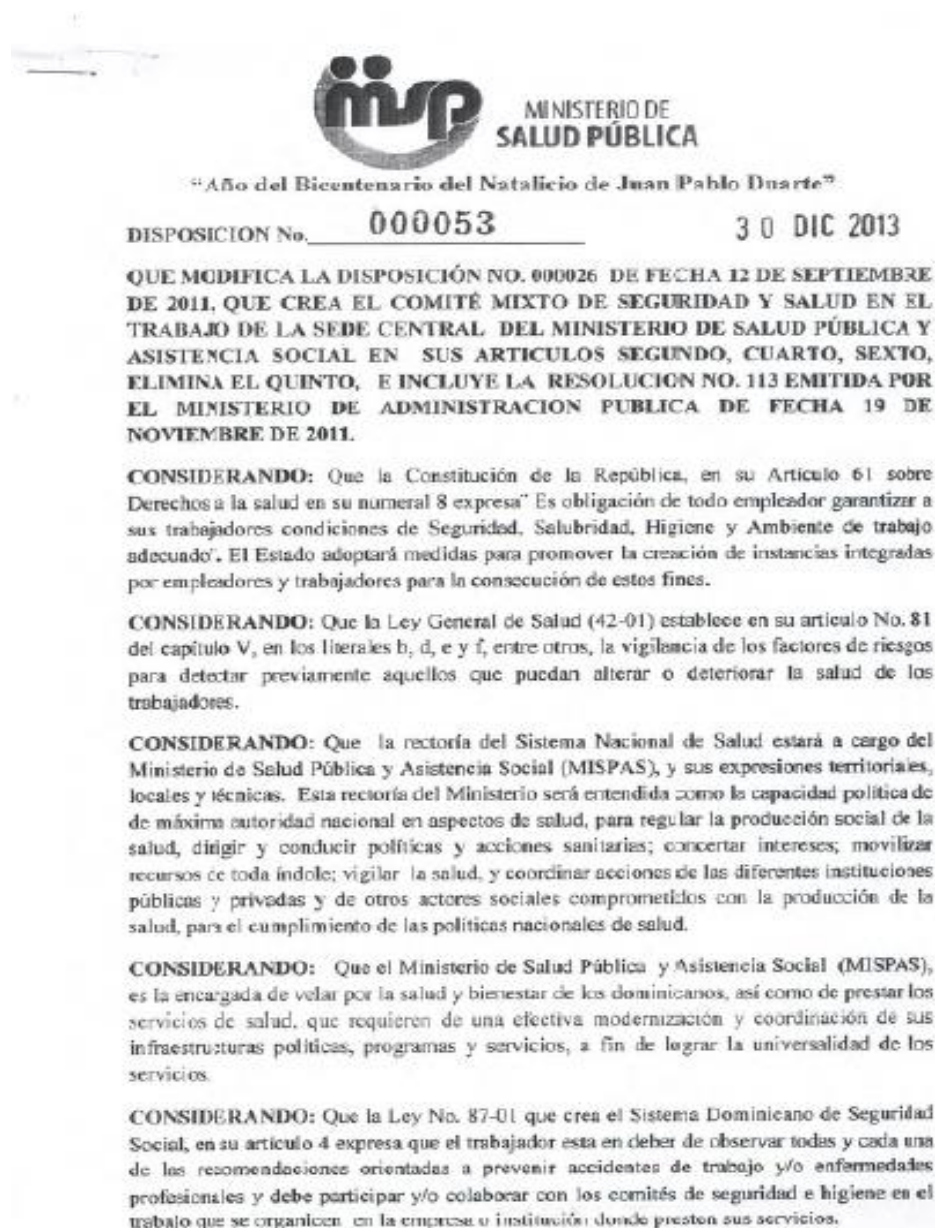 msp
MINISTERIO DE
SALUD PÚBLICA
"Año del Bicentenario del Natalicio de Juan Pablo Duarte"
DISPOSICION No. 000053 30 DIC 2013
QUE MODIFICA LA DISPOSICIÓN NO. 000026 DE FECHA 12 DE SEPTIEMBRE
DE 2011, QUE CREA EL COMITÉ MIXTO DE SEGURIDAD Y SALUD EN EL
TRABAJO DE LA SEDE CENTRAL DEL MINISTERIO DE SALUD PÚBLICA Y
ASISTENCIA SOCIAL EN SUS ARTICULOS SEGUNDO, CUARTO, SEXTO,
ELIMINA EL QUINTO, E INCLUYE LA RESOLUCION NO. 113 EMITIDA POR
EL MINISTERIO DE ADMINISTRACION PUBLICA DE FECHA 19 DE
NOVIEMBRE DE 2011.
CONSIDERANDO: Que la Constitución de la República, en su Artículo 61 sobre
Derechos a la salud en su numeral 8 expresa" Es obligación de todo empleador garantizar a
sus trabajadores condiciones de Seguridad, Salubridad, Higiene y Ambiente de trabajo
adecuado". El Estado adoptará medidas para promover la creación de instancias integradas
por empleadores y trabajadores para la consecución de estos fines.
CONSIDERANDO: Que la Ley General de Salud (42-01) establece en su artículo No. 81
del capítulo V, en los literales b, d, e y f, entre otros, la vigilancia de los factores de riesgos
para detectar previamente aquellos que puedan alterar o deteriorar la salud de los
trabajadores.
CONSIDERANDO: Que la rectoría del Sistema Nacional de Salud estará a cargo del
Ministerio de Salud Pública y Asistencia Social (MISPAS), y sus expresiones territoriales,
locales y técnicas. Esta rectoría del Ministerio será entendida como la capacidad política de
de máxima autoridad nacional en aspectos de salud, para regular la producción social de la
salud, dirigir y conducir políticas y acciones sanitarias; concertar intereses; movilizar
recursos de toda índole; vigilar la salud, y coordinar acciones de las diferentes instituciones
públicas y privadas y de otros actores sociales comprometidos con la producción de la
salud, para el cumplimiento de las políticas nacionales de salud.
CONSIDERANDO: Que el Ministerio de Salud Pública y Asistencia Social (MISPAS),
es la encargada de velar por la salud y bienestar de los dominicanos, así como de prestar los
servicios de salud, que requieren de una efectiva modernización y coordinación de sus
infraestructuras políticas, programas y servicios, a fin de lograr la universalidad de los
servicios.
CONSIDERANDO: Que la Ley No. 87-01 que crea el Sistema Dominicano de Seguridad
Social, en su artículo 4 expresa que el trabajador esta en deber de observar todas y cada una
de las recomendaciones orientadas a prevenir accidentes de trabajo y/o enfermedades
profesionales y debe participar y/o colaborar con los comités de seguridad e higiene en el
trabajo que se organicen en la empresa o institución donde presten sus servicios.